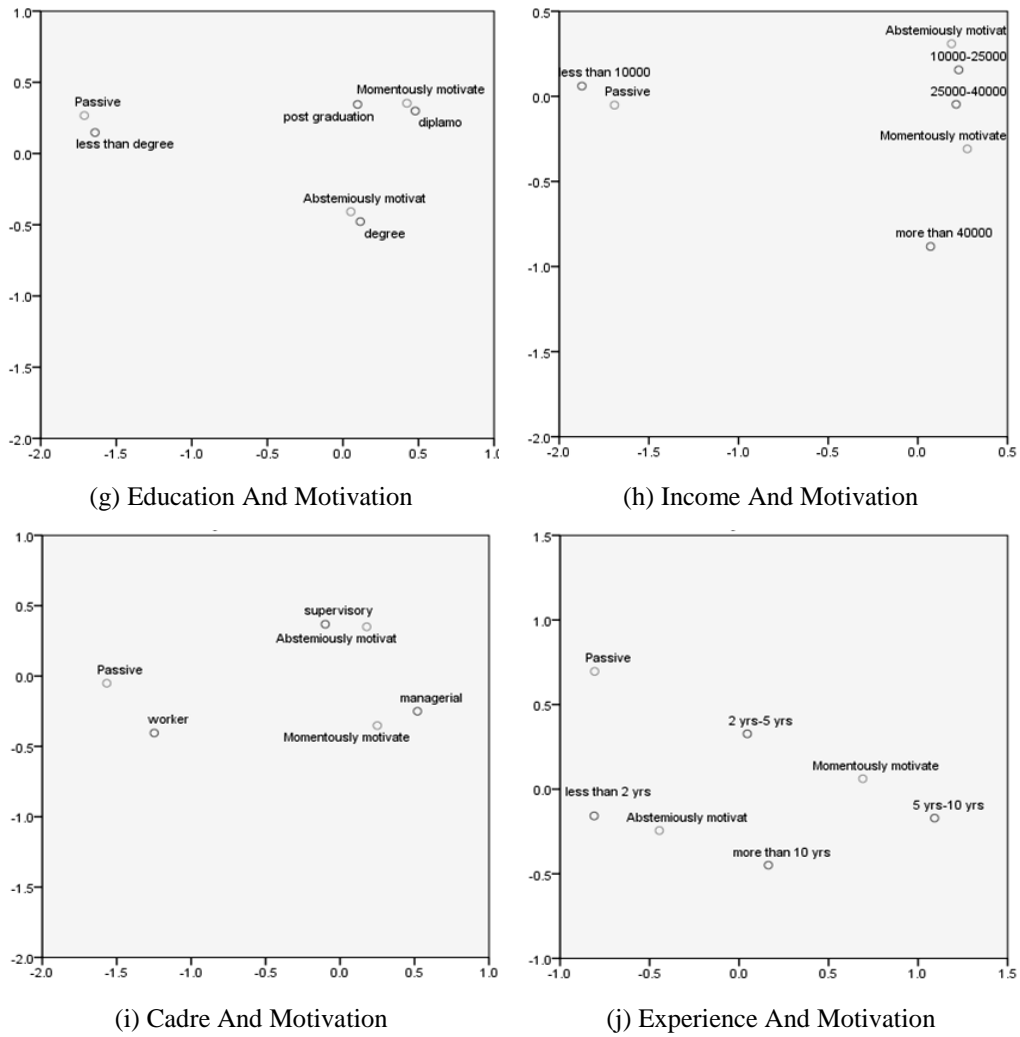 1.0
0.5
0.0
-0.5
-1.0
-1.5
-2.0
-2.0 -1.5 -1.0 -0.5 0.0 0.5
Passive
less than degree
Momentously motivate
post graduation
diplamo
Abstemiously motivat
degree
(g) Education And Motivation
0.5
0.0
-0.5
-1.0
-1.5
-2.0
-2.0 -1.5 -1.0 -0.5 0.0 0.5
Abstemiously motivat
10000-25000
less than 10000
Passive
25000-40000
Momentously motivate
more than 40000
(h) Income And Motivation
1.0
0.5
0.0
-0.5
-1.0
-1.5
-2.0
-2.0 -1.5 -1.0 -0.5 0.0 0.5 1.0
supervisory
Abstemiously motivat
Passive
worker
managerial
Momentously motivate
(i) Cadre And Motivation
1.5
1.0
0.5
0.0
-0.5
-1.0
-1.0 -0.5 0.0 0.5 1.0 1.5
Passive
2 yrs-5 yrs
Momentously motivate
less than 2 yrs
5 yrs-10 yrs
Abstemiously motivat
more than 10 yrs
(j) Experience And Motivation